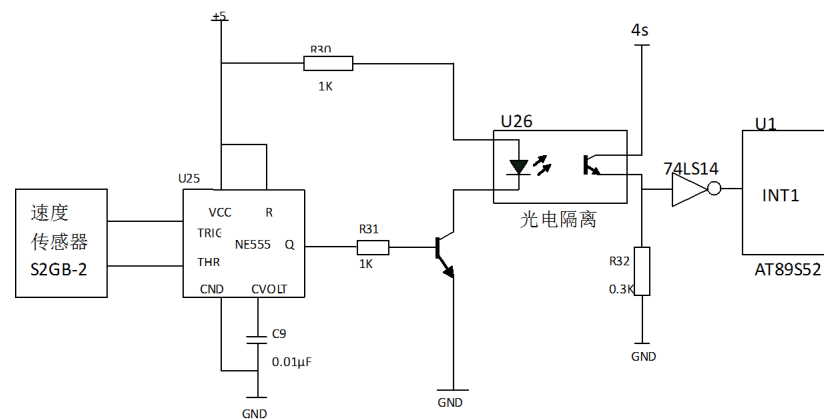 +5
R30
1K
4s
U26
U1
74LS14
INT1
AT89S52
光电隔离
U25
速度
传感器
S2GB-2
VCC
R
TRIG
NE555
Q
THR
CND
CVOLT
R31
1K
R32
0.3K
C9
0.01μF
GND
GND
GND